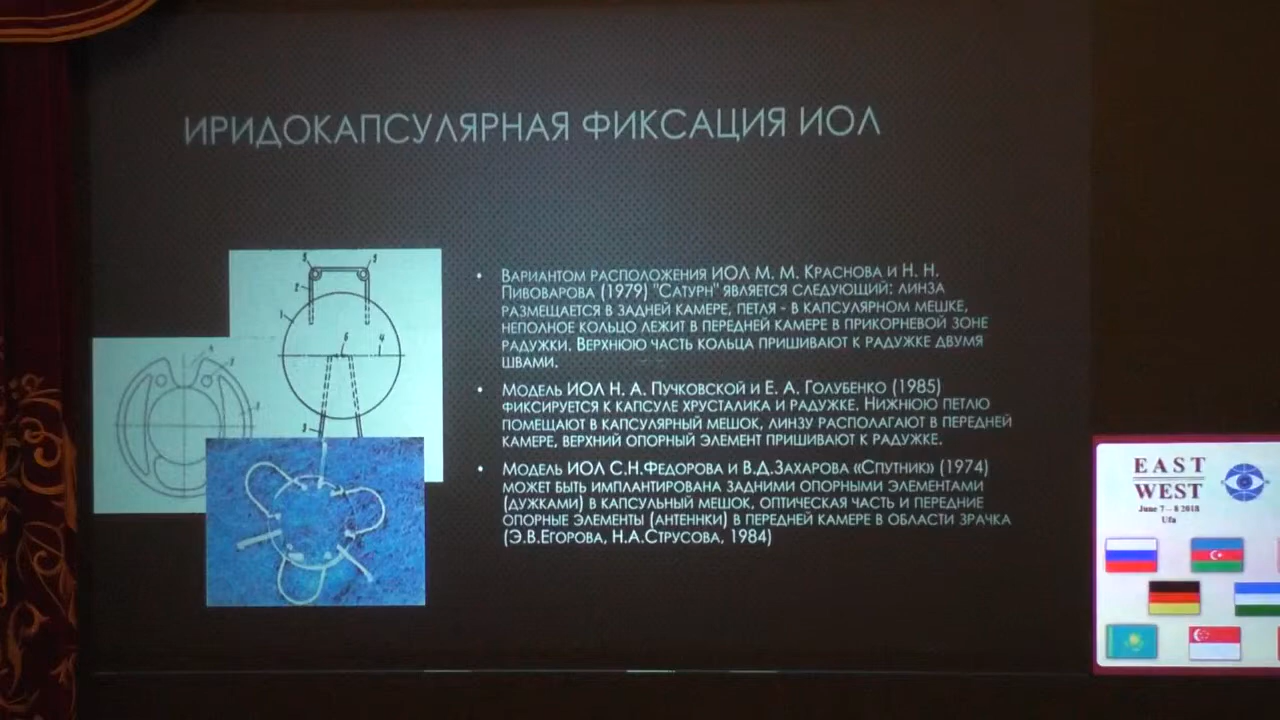 ИРИДОКАПСУЛЯРНАЯ ФИКСАЦИЯ ИОЛ
• ВАРИАНТОМ РАСПОЛОЖЕНИЯ ИОЛ М. М. КРАСНОВА И Н. Н.
ПИВОВАРОВА (1979) "САТУРН" ЯВЛЯЕТСЯ СЛЕДУЮЩИЙ: ЛИНЗА
РАЗМЕЩАЕТСЯ В ЗАДНЕЙ КАМЕРЕ, ПЕТЛЯ - В КАПСУЛЯРНОМ МЕШКЕ,
НЕПОЛНОЕ КОЛЬЦО ЛЕЖИТ В ПЕРЕДНЕЙ КАМЕРЕ В ПРИКОРНЕВОЙ ЗОНЕ
РАДУЖКИ. ВЕРХНЮЮ ЧАСТЬ КОЛЬЦА ПРИШИВАЮТ К РАДУЖКЕ ДВУМЯ
ШВАМИ.
• МОДЕЛЬ ИОЛ Н. А. ПУЧКОВСКОЙ И Е. А. ГОЛУБЕНКО (1985)
ФИКСИРУЕТСЯ К КАПСУЛЕ ХРУСТАЛИКА И РАДУЖКЕ. НИЖНЮЮ ПЕТЛЮ
ПОМЕЩАЮТ В КАПСУЛЯРНЫЙ МЕШОК, ЛИНЗУ РАСПОЛАГАЮТ В ПЕРЕДНЕЙ
КАМЕРЕ, ВЕРХНИЙ ОПОРНЫЙ ЭЛЕМЕНТ ПРИШИВАЮТ К РАДУЖКЕ.
• МОДЕЛЬ ИОЛ С.Н.ФЕДОРОВА И В.Д.ЗАХАРОВА «СПУТНИК» (1974)
МОЖЕТ БЫТЬ ИМПЛАНТИРОВАНА ЗАДНИМИ ОПОРНЫМИ ЭЛЕМЕНТАМИ
(ДУЖКАМИ) В КАПСУЛЬНЫЙ МЕШОК, ОПТИЧЕСКАЯ ЧАСТЬ И ПЕРЕДНИЕ
ОПОРНЫЕ ЭЛЕМЕНТЫ (АНТЕННКИ) В ПЕРЕДНЕЙ КАМЕРЕ В ОБЛАСТИ ЗРАЧКА
(Э.В.ЕГОРОВА, Н.А.СТРУСОВА, 1984)
EAST
WEST
June 7 – 8 2018
Ufa